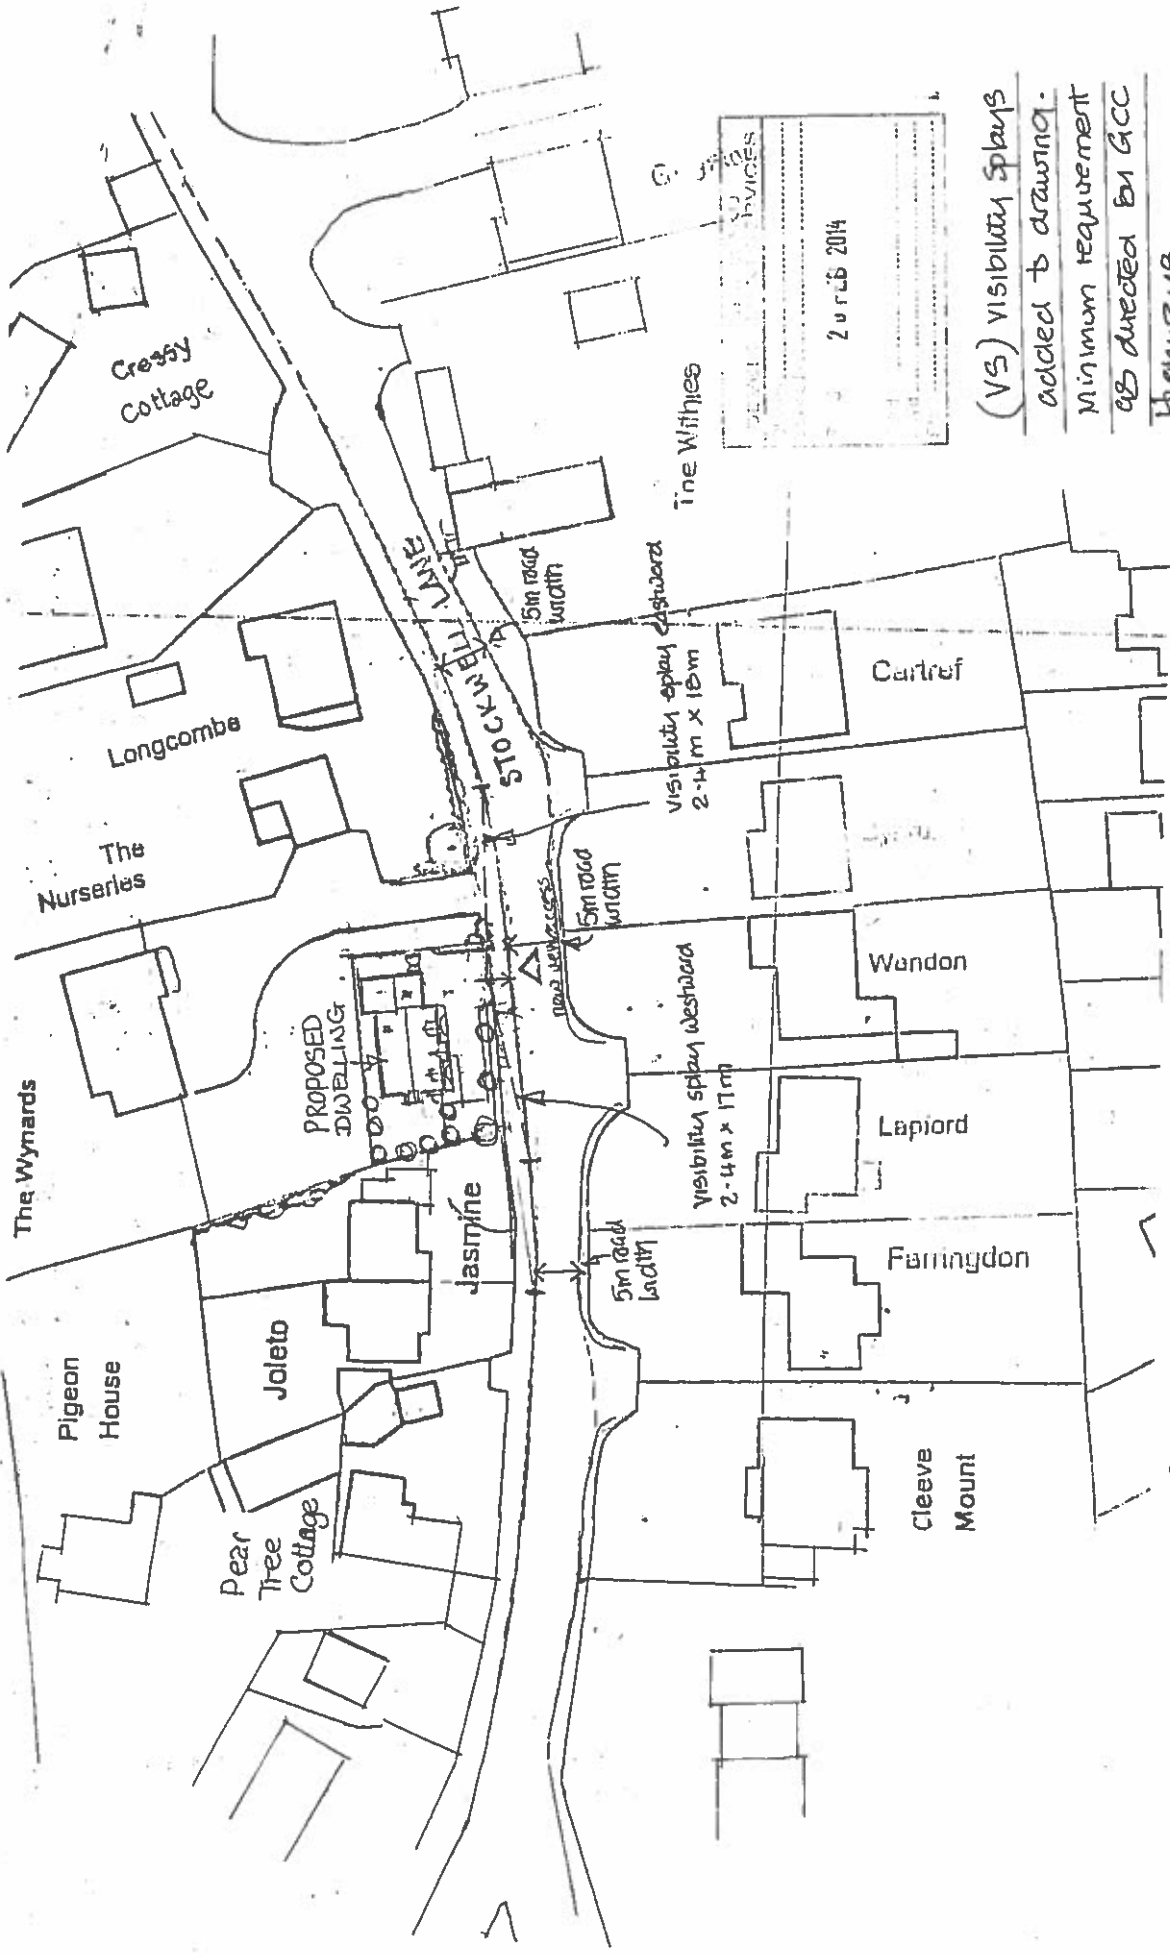 The Wynards
Pigeon
House
Joleto
Jasmine
Pear
Tree
Cottage
PROPOSED
DWELLING
The
Nurseries
Longcombe
Cressy
Cottage
STOCKWELL LANE
new veh access
5m road
width
5m road
width
5m road
width
Visibility splay westward
2.4m x 17m
Visibility splay eastward
2.4m x 18m
The Withies
Cartref
Wandon
Lapford
Farringdon
Cleeve
Mount
2014
(VS) Visibility Splays
added to drawing.
Minimum requirement
as directed by GCC